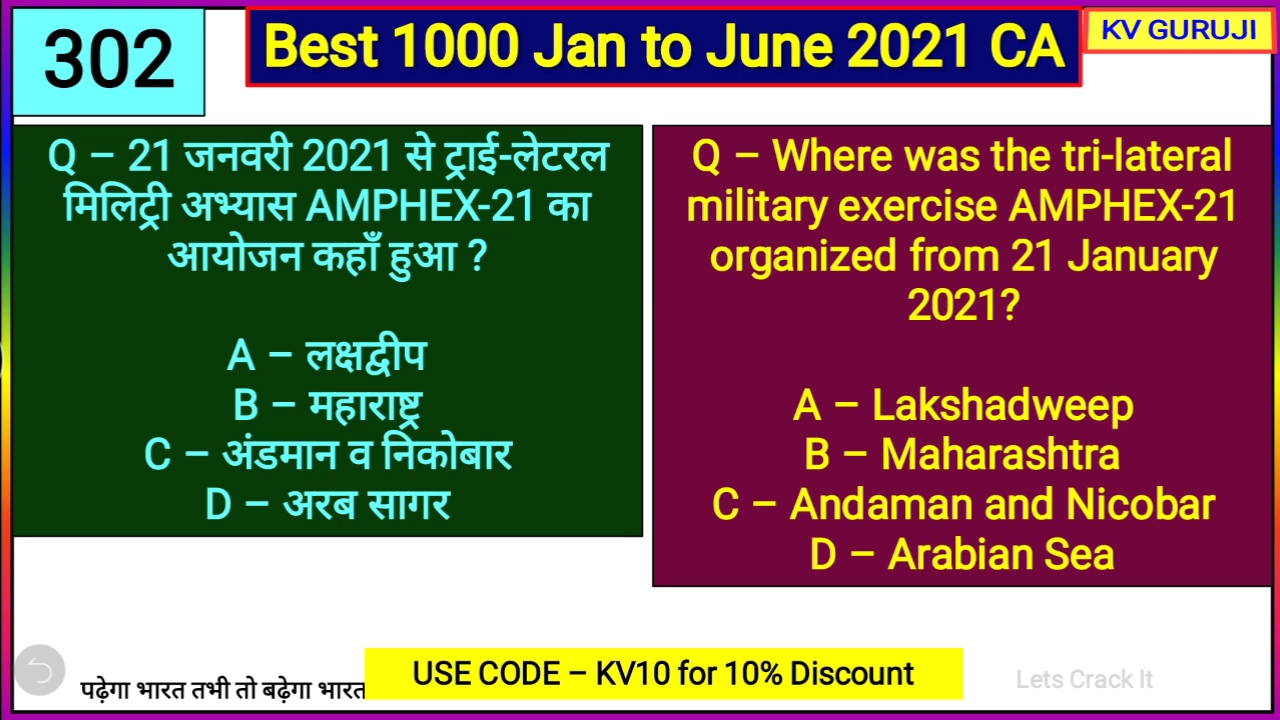 302
Best 1000 Jan to June 2021 CA
KV GURUJI
Q – 21 जनवरी 2021 से ट्राई-लेटरल
मिलिट्री अभ्यास AMPHEX-21 का
आयोजन कहाँ हुआ ?
A – लक्षद्वीप
B – महाराष्ट्र
C – अंडमान व निकोबार
D – अरब सागर
Q – Where was the tri-lateral
military exercise AMPHEX-21
organized from 21 January
2021?
A – Lakshadweep
B – Maharashtra
C – Andaman and Nicobar
D – Arabian Sea
पढ़ेगा भारत तभी तो बढ़ेगा भारत
USE CODE – KV10 for 10% Discount
Lets Crack It